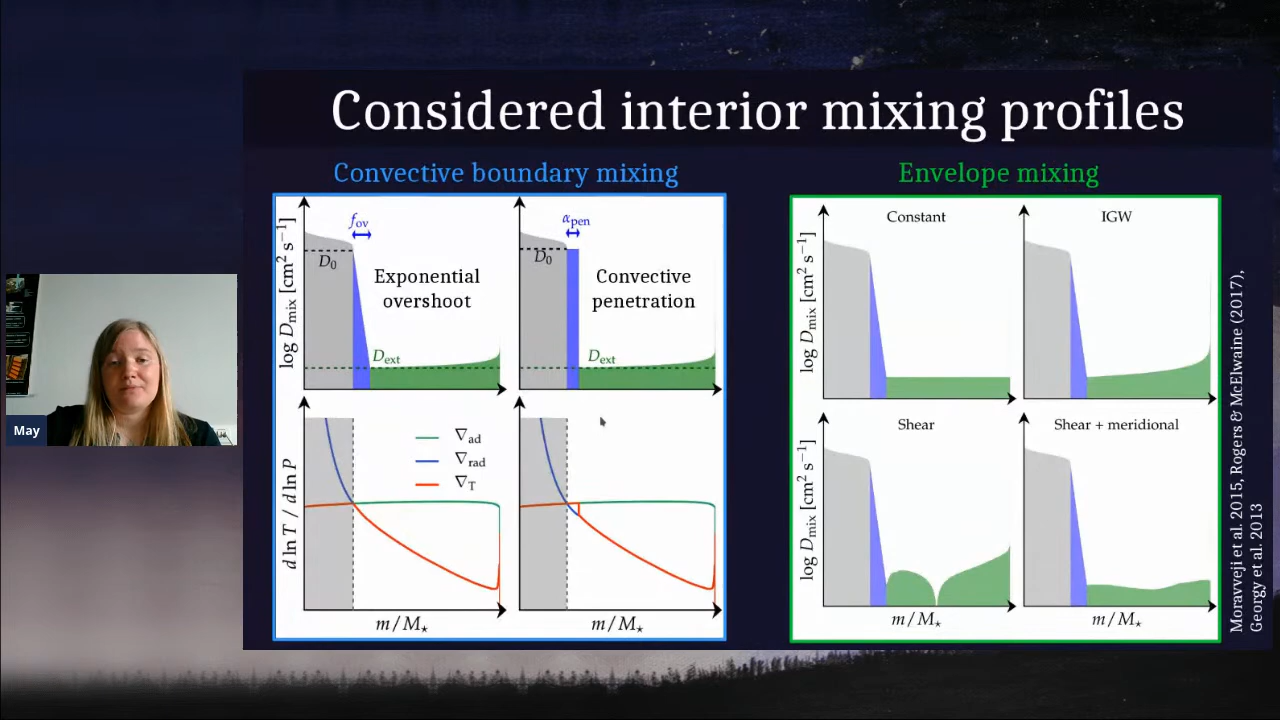 Considered interior mixing profiles
Convective boundary mixing
log D_mix [cm² s⁻¹]
f_ov
D_0
Exponential
overshoot
D_ext
α_pen
D_0
Convective
penetration
D_ext
d ln T / d ln P
∇_ad
∇_rad
∇_T
m/M⋆
m/M⋆
Envelope mixing
log D_mix [cm² s⁻¹]
Constant
IGW
log D_mix [cm² s⁻¹]
Shear
Shear + meridional
m/M⋆
m/M⋆
Moravveji et al. 2015, Rogers & McElwaine (2017),
Georgy et al. 2013
May